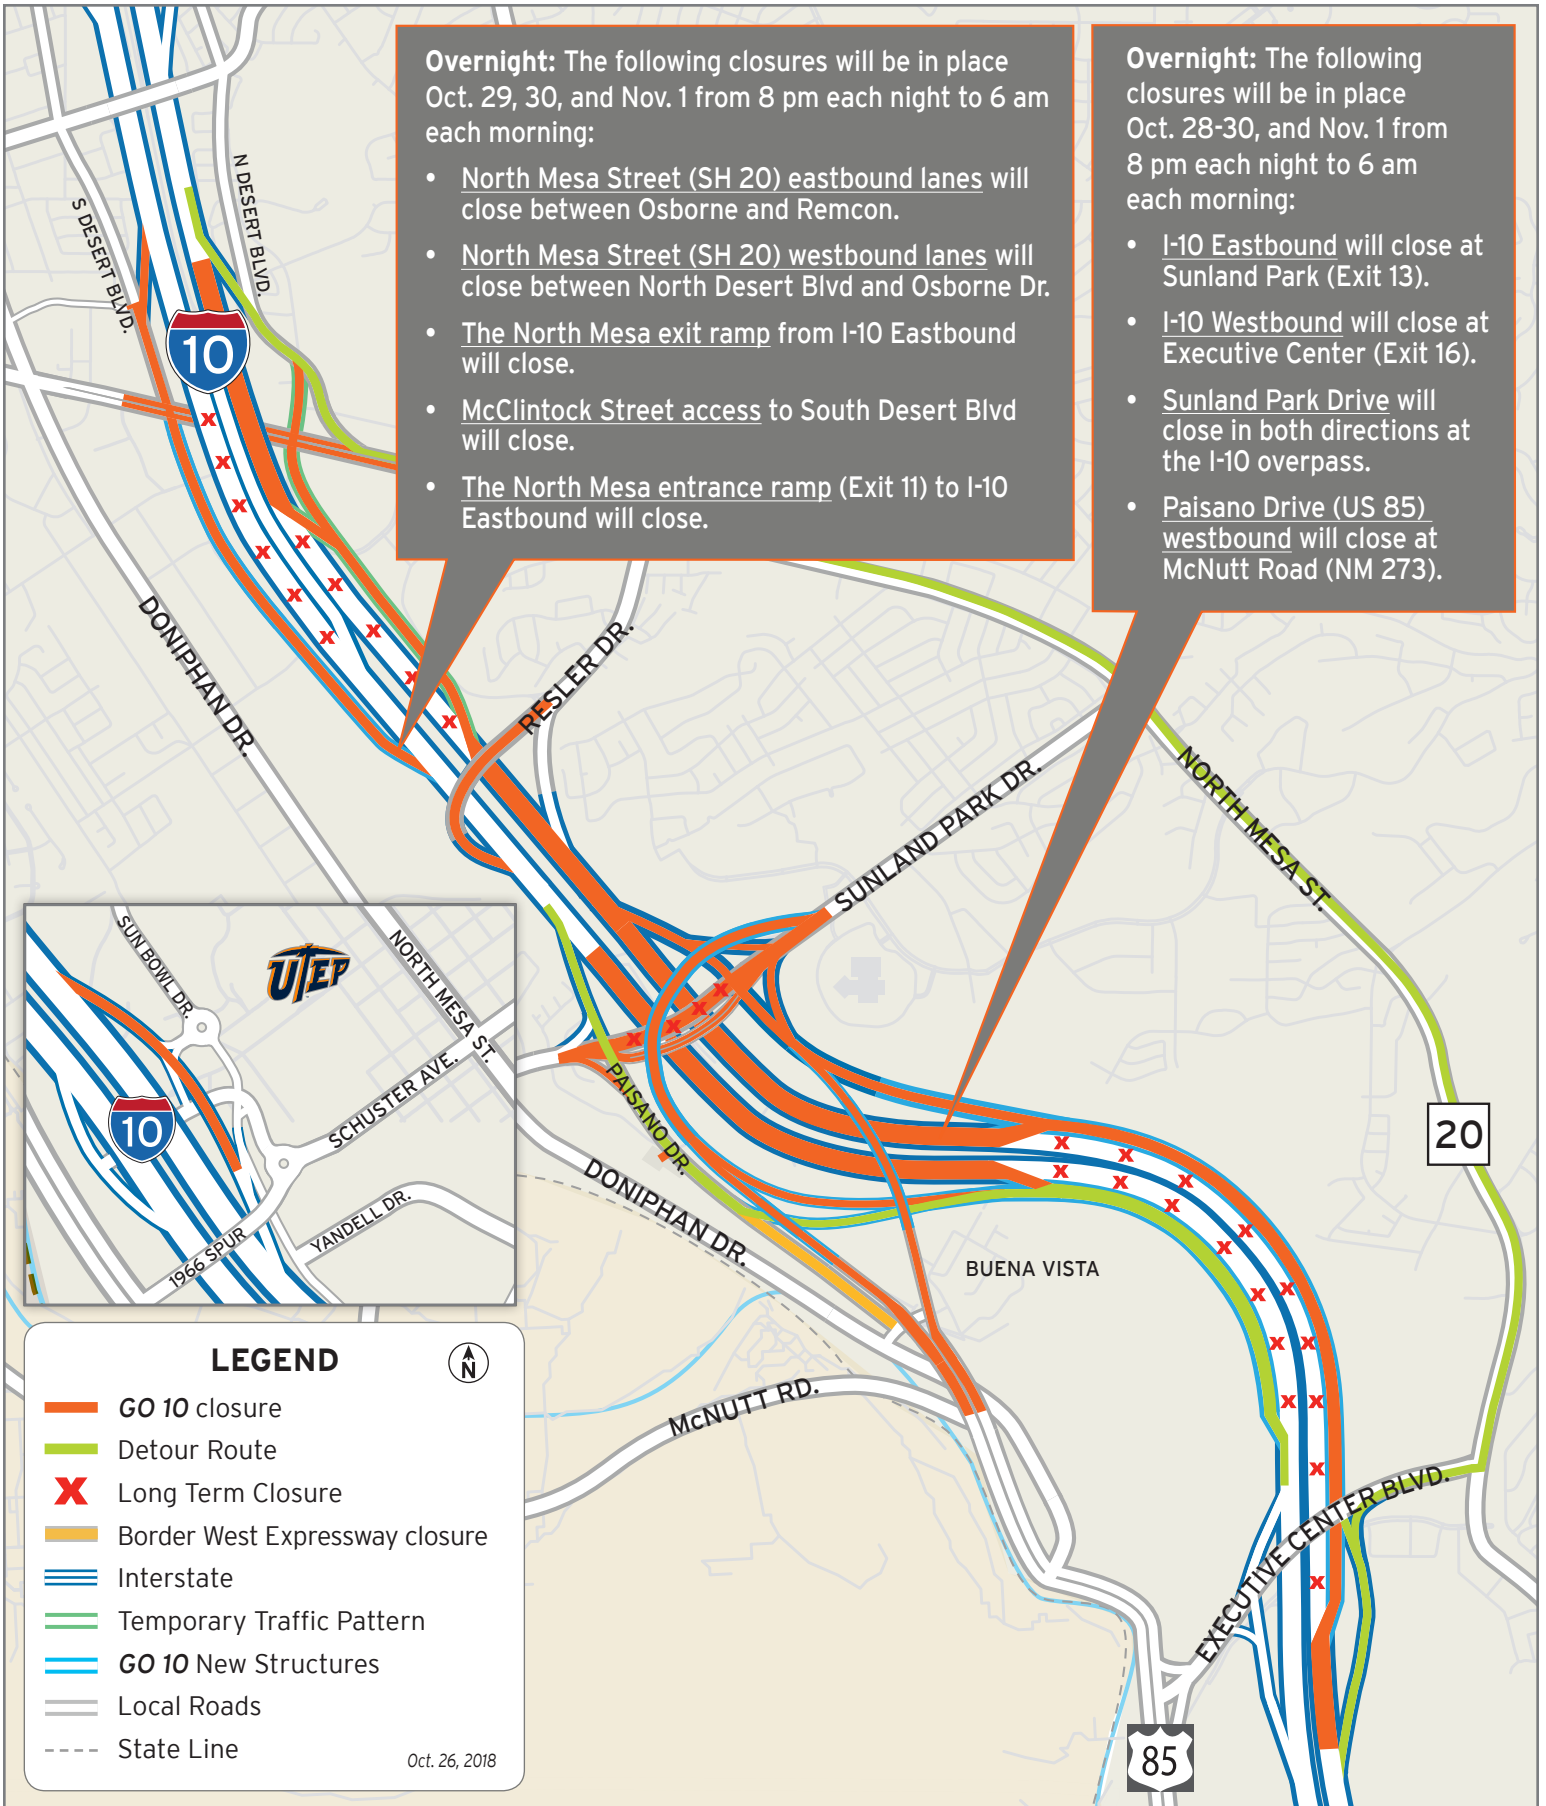 Overnight: The following closures will be in place
Oct. 29, 30, and Nov. 1 from 8 pm each night to 6 am
each morning:
• North Mesa Street (SH 20) eastbound lanes will
close between Osborne and Remcon.
• North Mesa Street (SH 20) westbound lanes will
close between North Desert Blvd and Osborne Dr.
• The North Mesa exit ramp from I-10 Eastbound
will close.
• McClintock Street access to South Desert Blvd
will close.
• The North Mesa entrance ramp (Exit 11) to I-10
Eastbound will close.
Overnight: The following
closures will be in place
Oct. 28-30, and Nov. 1 from
8 pm each night to 6 am
each morning:
• I-10 Eastbound will close at
Sunland Park (Exit 13).
• I-10 Westbound will close at
Executive Center (Exit 16).
• Sunland Park Drive will
close in both directions at
the I-10 overpass.
• Paisano Drive (US 85)
westbound will close at
McNutt Road (NM 273).
S DESERT BLVD.
N DESERT BLVD.
10
DONIPHAN DR.
RESLER DR.
SUNLAND PARK DR.
NORTH MESA ST.
20
PAISANO DR.
DONIPHAN DR.
BUENA VISTA
McNUTT RD.
EXECUTIVE CENTER BLVD.
85
SUN BOWL DR.
UTEP
NORTH MESA ST.
SCHUSTER AVE.
10
YANDELL DR.
1966 SPUR
LEGEND
N
GO 10 closure
Detour Route
X Long Term Closure
Border West Expressway closure
Interstate
Temporary Traffic Pattern
GO 10 New Structures
Local Roads
State Line
Oct. 26, 2018